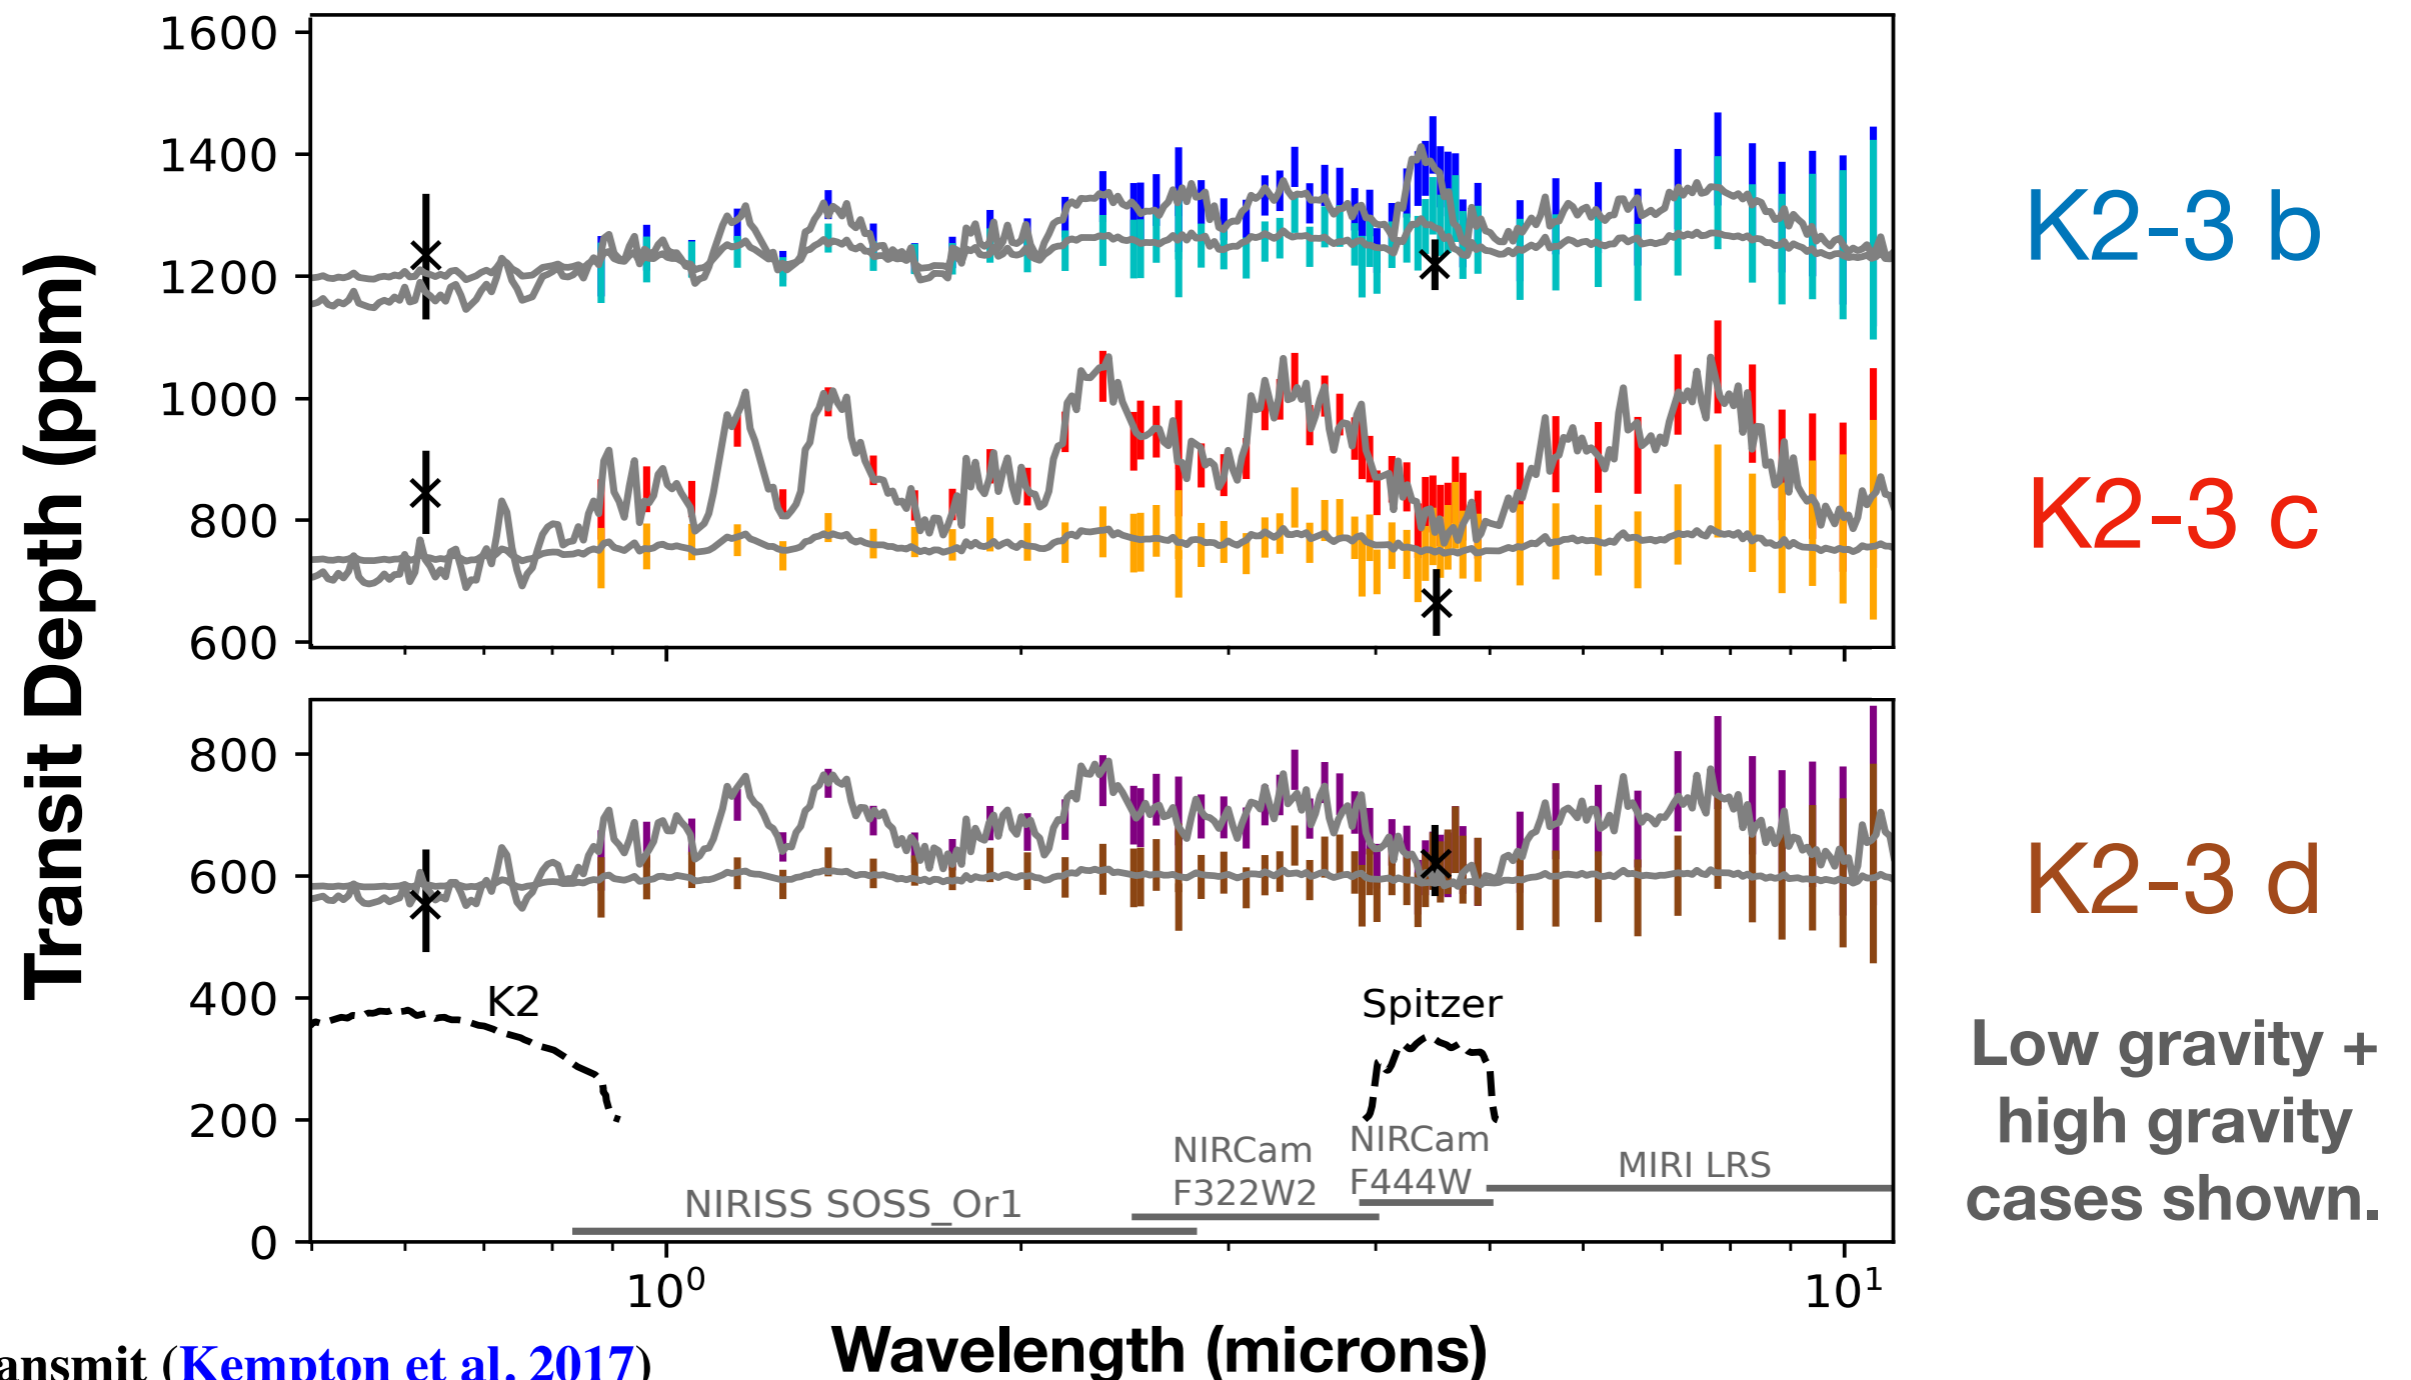 Transit Depth (ppm)
1600
1400
1200
1000
800
600
K2-3 b
K2-3 c
800
600
400
200
0
K2-3 d
K2
Spitzer
NIRCam
F322W2
NIRCam
F444W
MIRI LRS
NIRISS SOSS_Or1
Low gravity +
high gravity
cases shown.
10⁰
10¹
Wavelength (microns)
ansmit (Kempton et al. 2017)